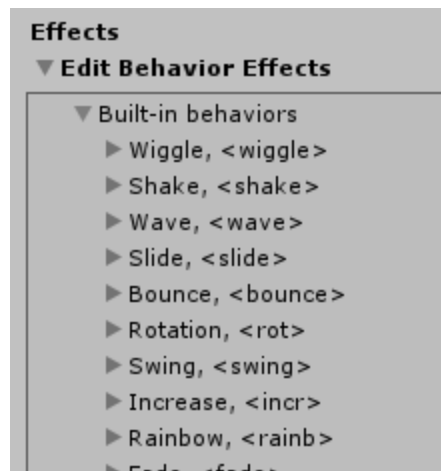 Effects
Edit Behavior Effects
Built-in behaviors
Wiggle, <wiggle>
Shake, <shake>
Wave, <wave>
Slide, <slide>
Bounce, <bounce>
Rotation, <rot>
Swing, <swing>
Increase, <incr>
Rainbow, <rainb>